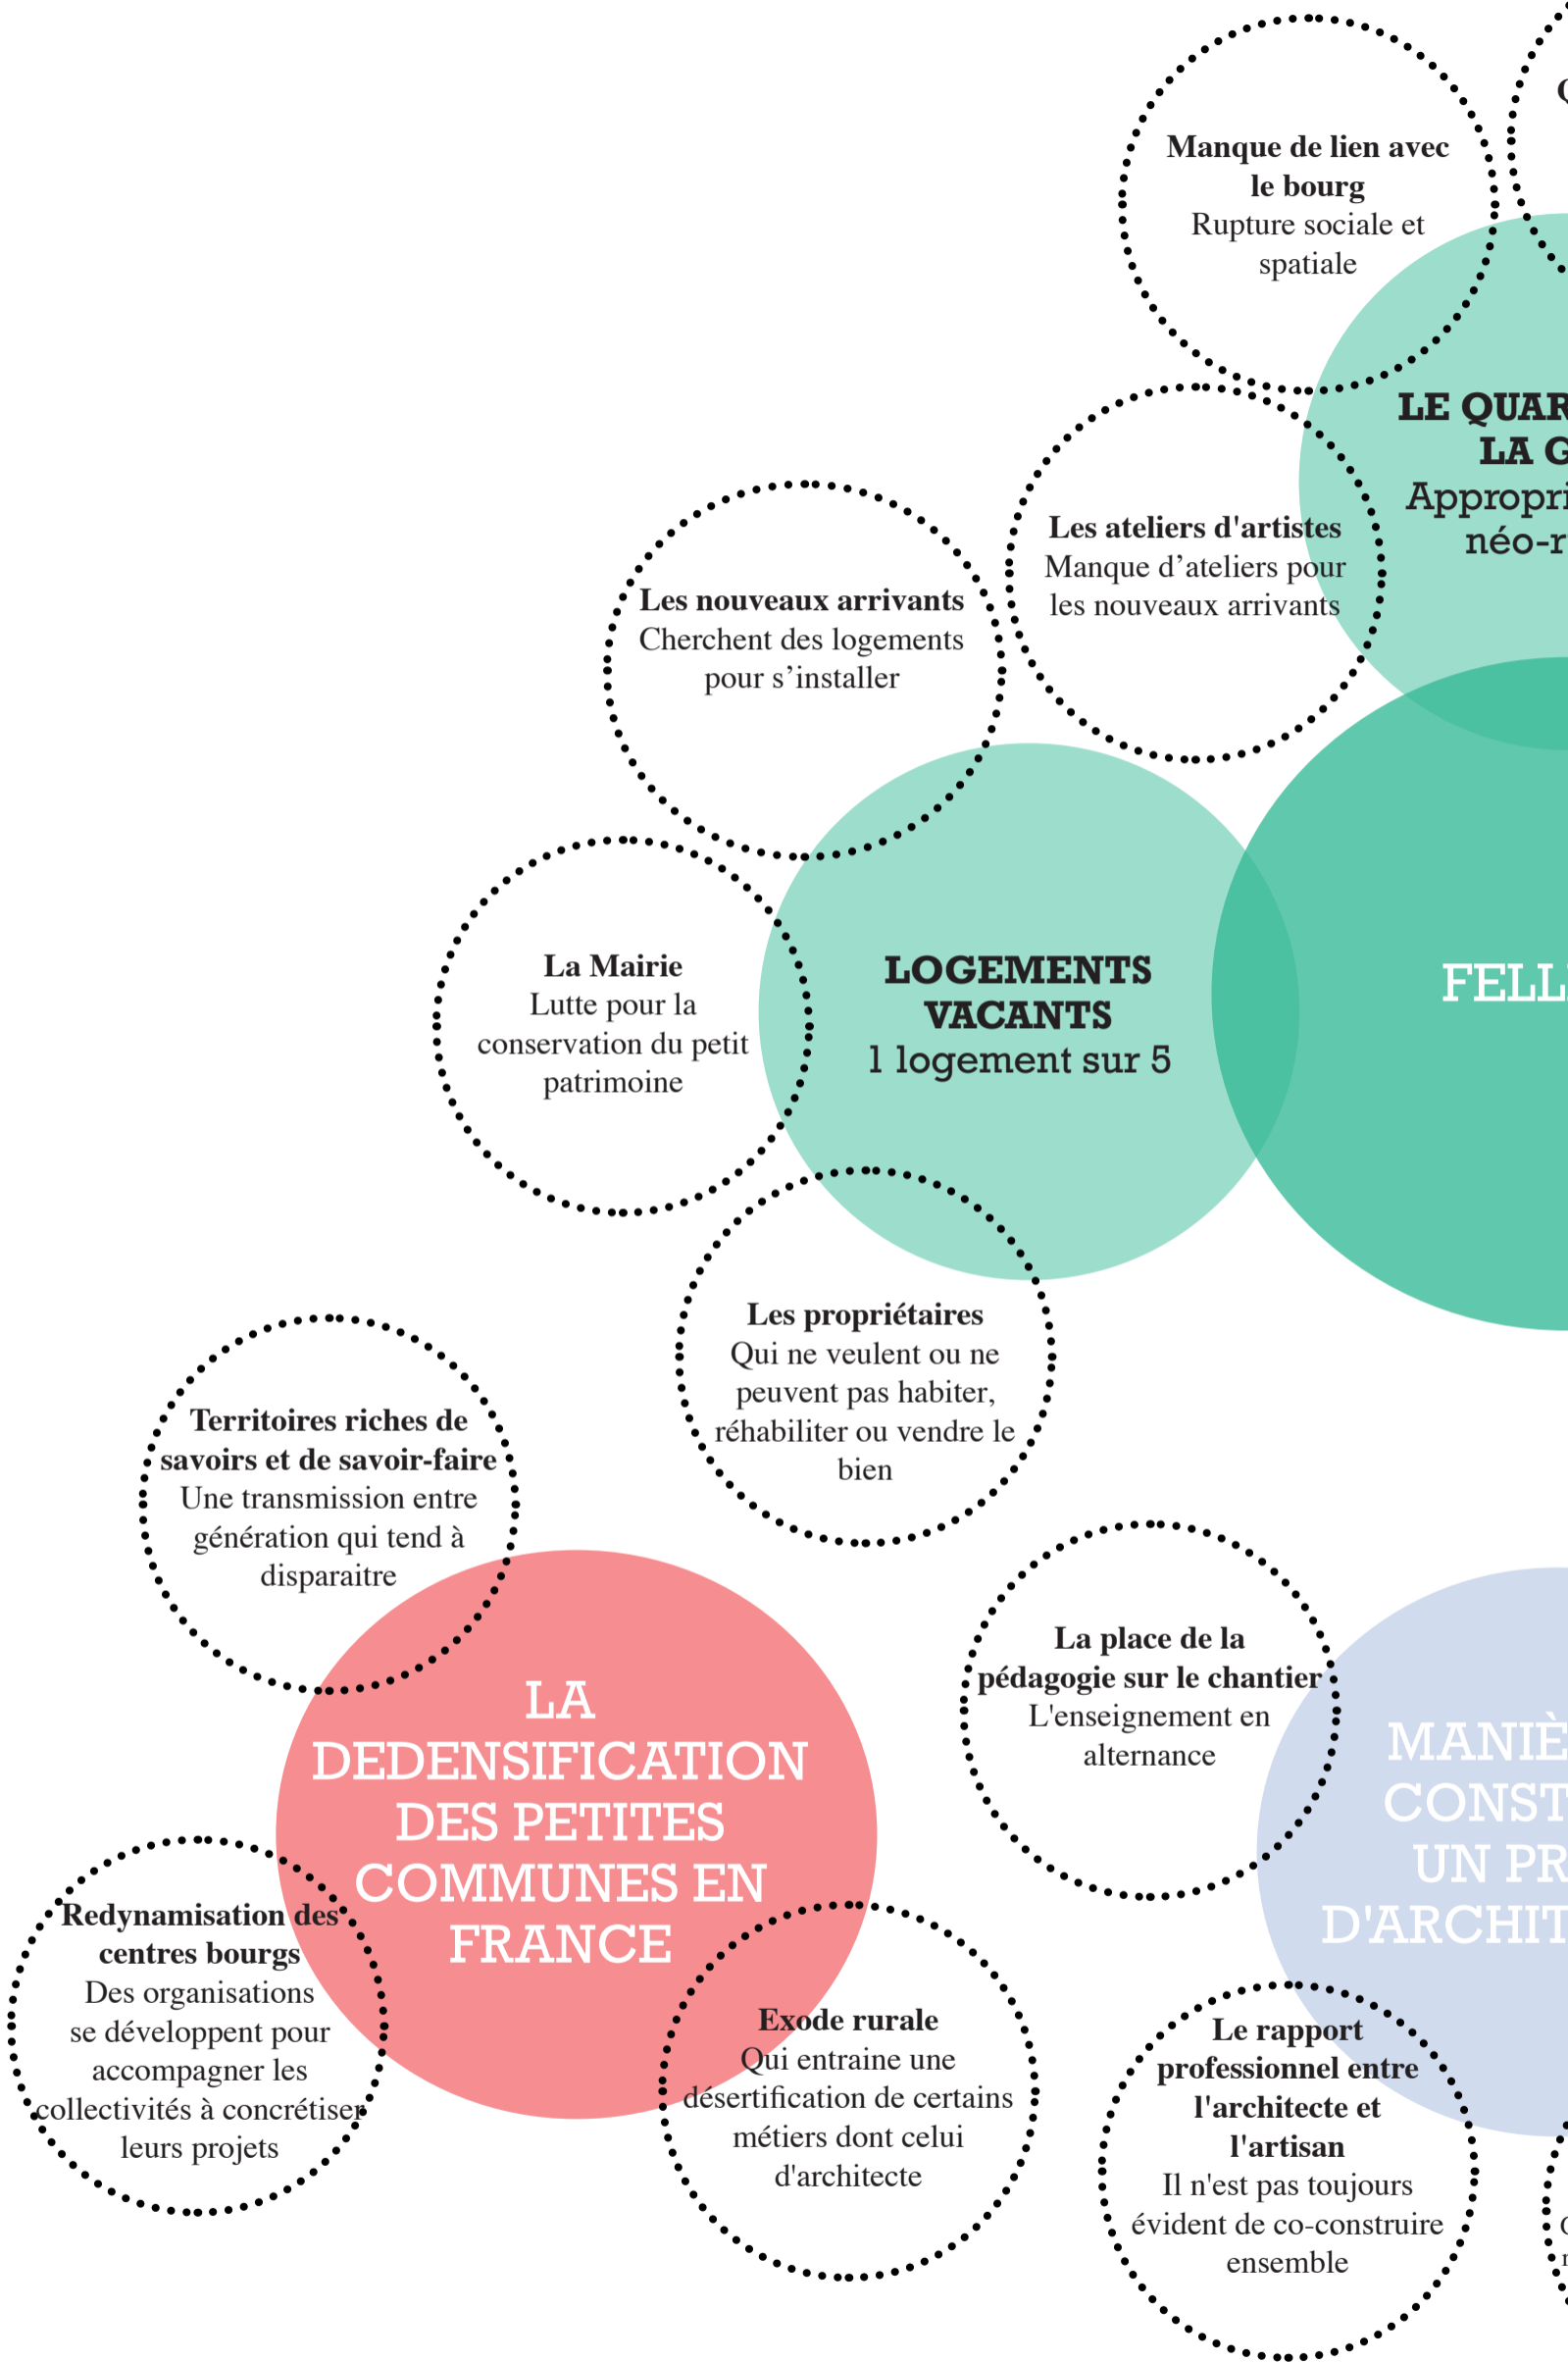 Manque de lien avec
le bourg
Rupture sociale et
spatiale
LE QUAR
LA G
Appropri
néo-r
Les ateliers d'artistes
Manque d’ateliers pour
les nouveaux arrivants
Les nouveaux arrivants
Cherchent des logements
pour s’installer
La Mairie
Lutte pour la
conservation du petit
patrimoine
LOGEMENTS
VACANTS
1 logement sur 5
FELL
Les propriétaires
Qui ne veulent ou ne
peuvent pas habiter,
réhabiliter ou vendre le
bien
Territoires riches de
savoirs et de savoir-faire
Une transmission entre
génération qui tend à
disparaitre
LA
DEDENSIFICATION
DES PETITES
COMMUNES EN
FRANCE
La place de la
pédagogie sur le chantier
L'enseignement en
alternance
MANIÈ
CONST
UN PR
D'ARCHIT
Redynamisation des
centres bourgs
Des organisations
se développent pour
accompagner les
collectivités à concrétiser
leurs projets
Exode rurale
Qui entraine une
désertification de certains
métiers dont celui
d'architecte
Le rapport
professionnel entre
l'architecte et
l'artisan
Il n'est pas toujours
évident de co-construire
ensemble